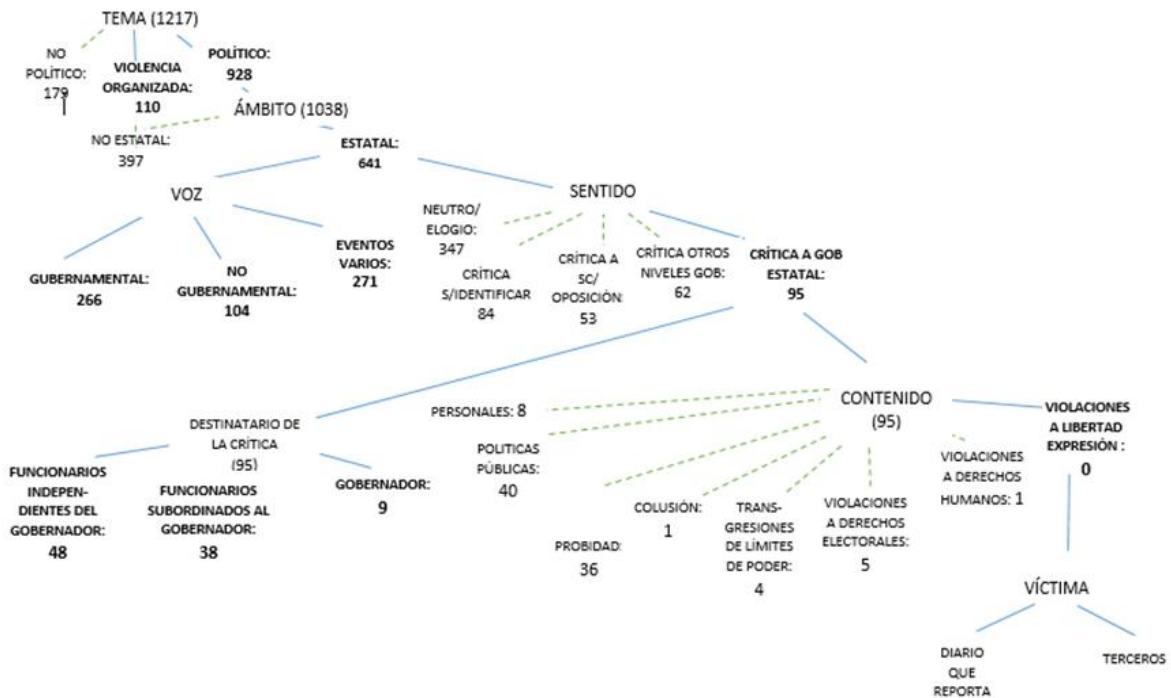 TEMA (1217)
NO
POLÍTICO:
179
VIOLENCIA
ORGANIZADA:
110
POLÍTICO:
928
ÁMBITO (1038)
NO ESTATAL:
397
ESTATAL:
641
VOZ
GUBERNAMENTAL:
266
NO
GUBERNAMENTAL:
104
EVENTOS
VARIOS:
271
SENTIDO
NEUTRO/
ELOGIO:
347
CRÍTICA
S/IDENTIFICAR
84
CRÍTICA A
SC/
OPOSICIÓN:
53
CRÍTICA OTROS
NIVELES GOB:
62
CRÍTICA A GOB
ESTATAL:
95
DESTINATARIO DE
LA CRÍTICA
(95)
FUNCIONARIOS
INDEPEN-
DIENTES DEL
GOBERNADOR:
48
FUNCIONARIOS
SUBORDINADOS AL
GOBERNADOR:
38
GOBERNADOR:
9
CONTENIDO
(95)
PERSONALES: 8
POLITICAS
PÚBLICAS:
40
PROBIDAD:
36
COLUSIÓN:
1
TRANS-
GRESIONES
DE LÍMITES
DE PODER:
4
VIOLACIONES
A DERECHOS
ELECTORALES:
5
VIOLACIONES
A DERECHOS
HUMANOS: 1
VIOLACIONES
A LIBERTAD
EXPRESIÓN :
0
VÍCTIMA
DIARIO
QUE
REPORTA
TERCEROS